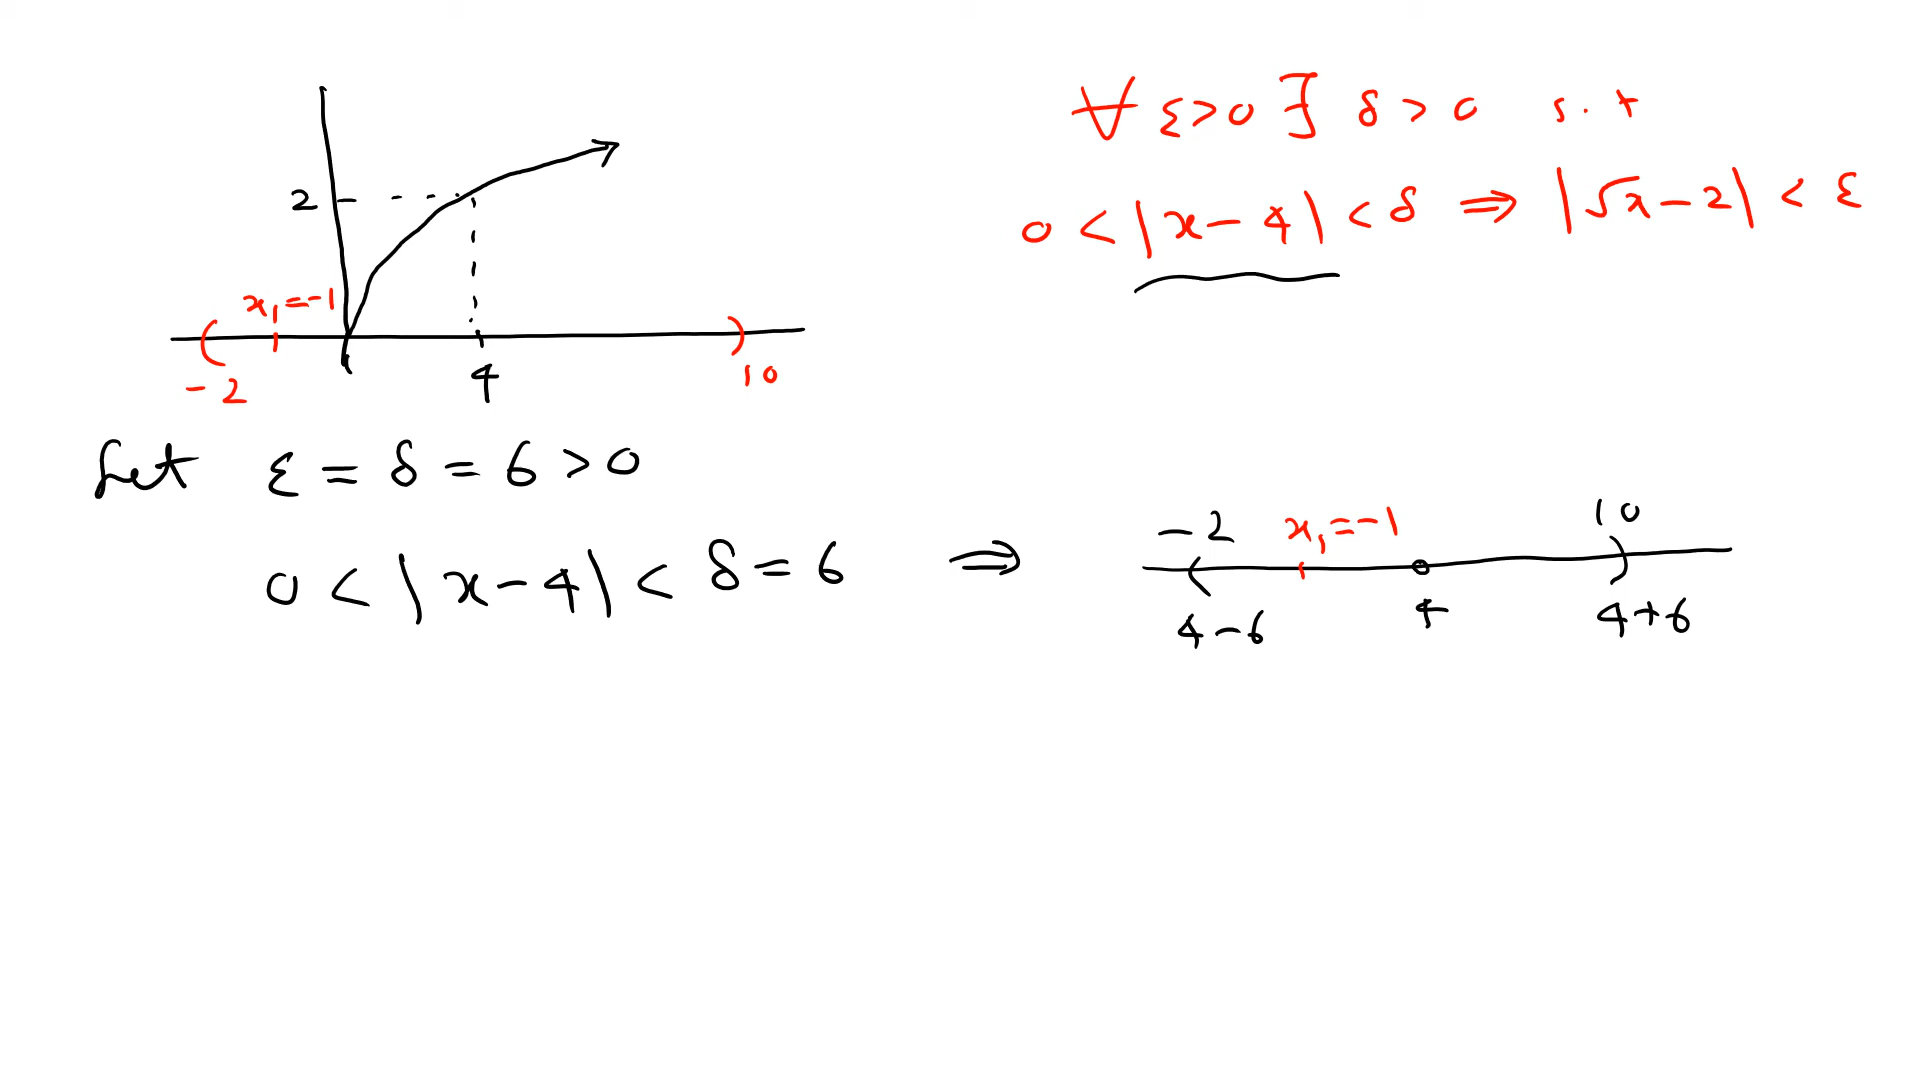 ∀ ε>0 ∃ δ>0 s.t
0 < |x-4| < δ ⇒ |√x-2| < ε
2
x₁=-1
-2
4
10
Let ε = δ = 6 > 0
0 < |x-4| < δ = 6 ⇒
-2 x₁=-1 10
4-6 4 4+6